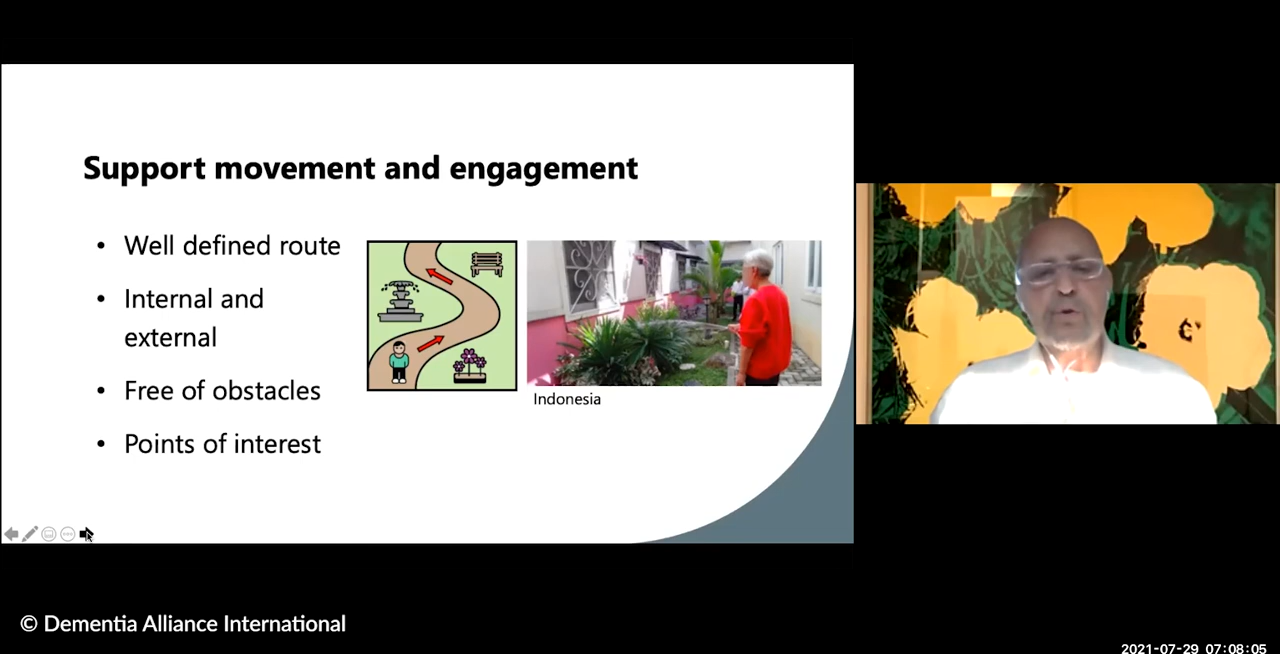 Support movement and engagement
• Well defined route
• Internal and
external
• Free of obstacles
• Points of interest
Indonesia
© Dementia Alliance International
2021-07-29 07:08:05